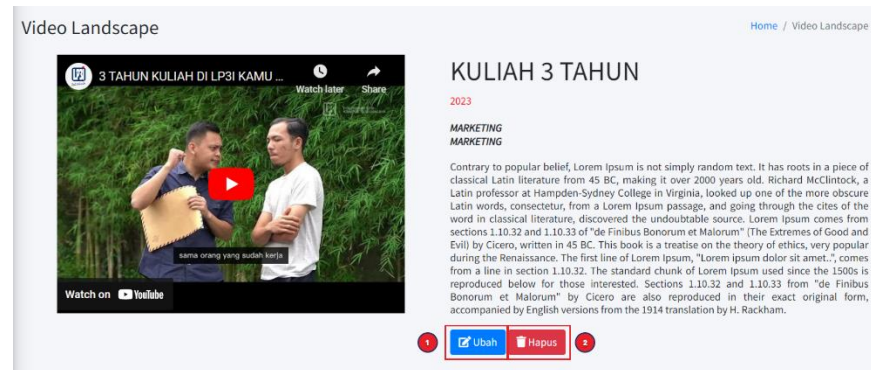 Video Landscape
Home / Video Landscape
3 TAHUN KULIAH DI LP3I KAMU ...
Watch later
Share
sama orang yang sudah kerja
Watch on YouTube
KULIAH 3 TAHUN
2023
MARKETING
MARKETING
Contrary to popular belief, Lorem Ipsum is not simply random text. It has roots in a piece of
classical Latin literature from 45 BC, making it over 2000 years old. Richard McClintock, a
Latin professor at Hampden-Sydney College in Virginia, looked up one of the more obscure
Latin words, consectetur, from a Lorem Ipsum passage, and going through the cites of the
word in classical literature, discovered the undoubtable source. Lorem Ipsum comes from
sections 1.10.32 and 1.10.33 of "de Finibus Bonorum et Malorum" (The Extremes of Good and
Evil) by Cicero, written in 45 BC. This book is a treatise on the theory of ethics, very popular
during the Renaissance. The first line of Lorem Ipsum, "Lorem ipsum dolor sit amet..", comes
from a line in section 1.10.32. The standard chunk of Lorem Ipsum used since the 1500s is
reproduced below for those interested. Sections 1.10.32 and 1.10.33 from "de Finibus
Bonorum et Malorum" by Cicero are also reproduced in their exact original form,
accompanied by English versions from the 1914 translation by H. Rackham.
1
Ubah
Hapus
2